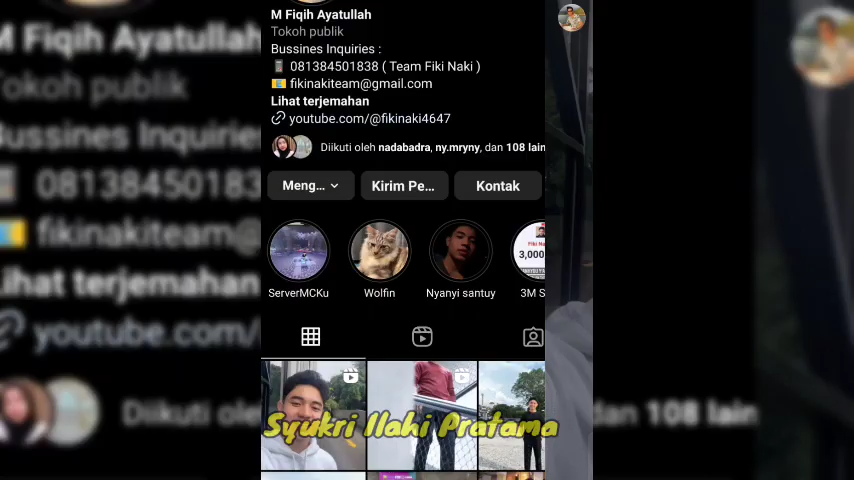 M Fiqih Ayatullah
Tokoh publik
Bussines Inquiries :
081384501838 ( Team Fiki Naki )
fikinakiteam@gmail.com
Lihat terjemahan
youtube.com/@fikinaki4647
Diikuti oleh nadabadra, ny.mryny, dan 108 lain
Meng... Kirim Pe... Kontak
ServerMCKu Wolfin Nyanyi santuy 3M S
Fiki Na
3,000,
Syukri Ilahi Pratama